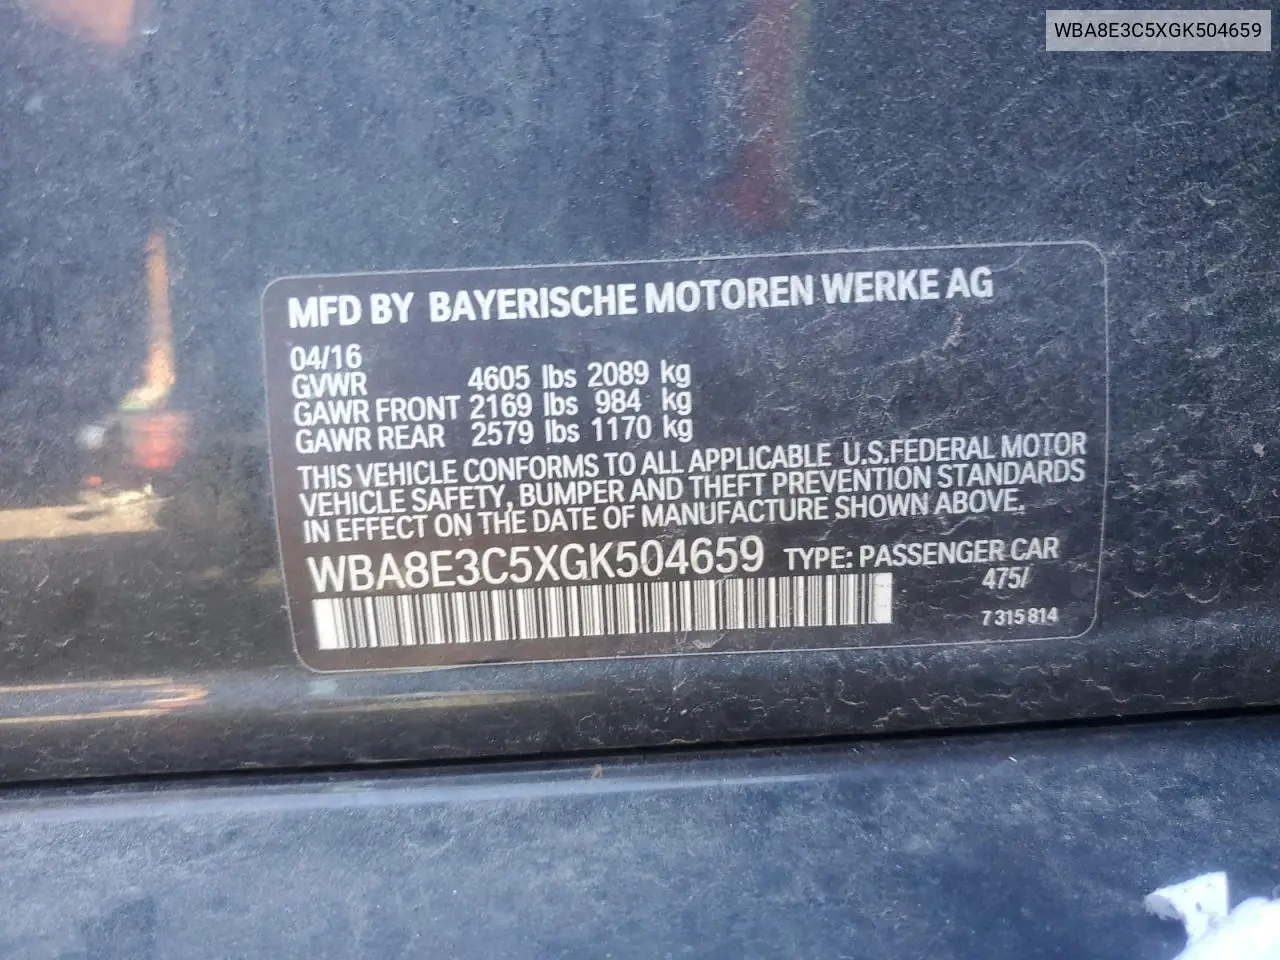 WBA8E3C5XGK504659
MFD BY BAYERISCHE MOTOREN WERKE AG
04/16
GVWR 4605 lbs 2089 kg
GAWR FRONT 2169 lbs 984 kg
GAWR REAR 2579 lbs 1170 kg
THIS VEHICLE CONFORMS TO ALL APPLICABLE U.S.FEDERAL MOTOR
VEHICLE SAFETY, BUMPER AND THEFT PREVENTION STANDARDS
IN EFFECT ON THE DATE OF MANUFACTURE SHOWN ABOVE.
WBA8E3C5XGK504659 TYPE: PASSENGER CAR
475/
7 315 814